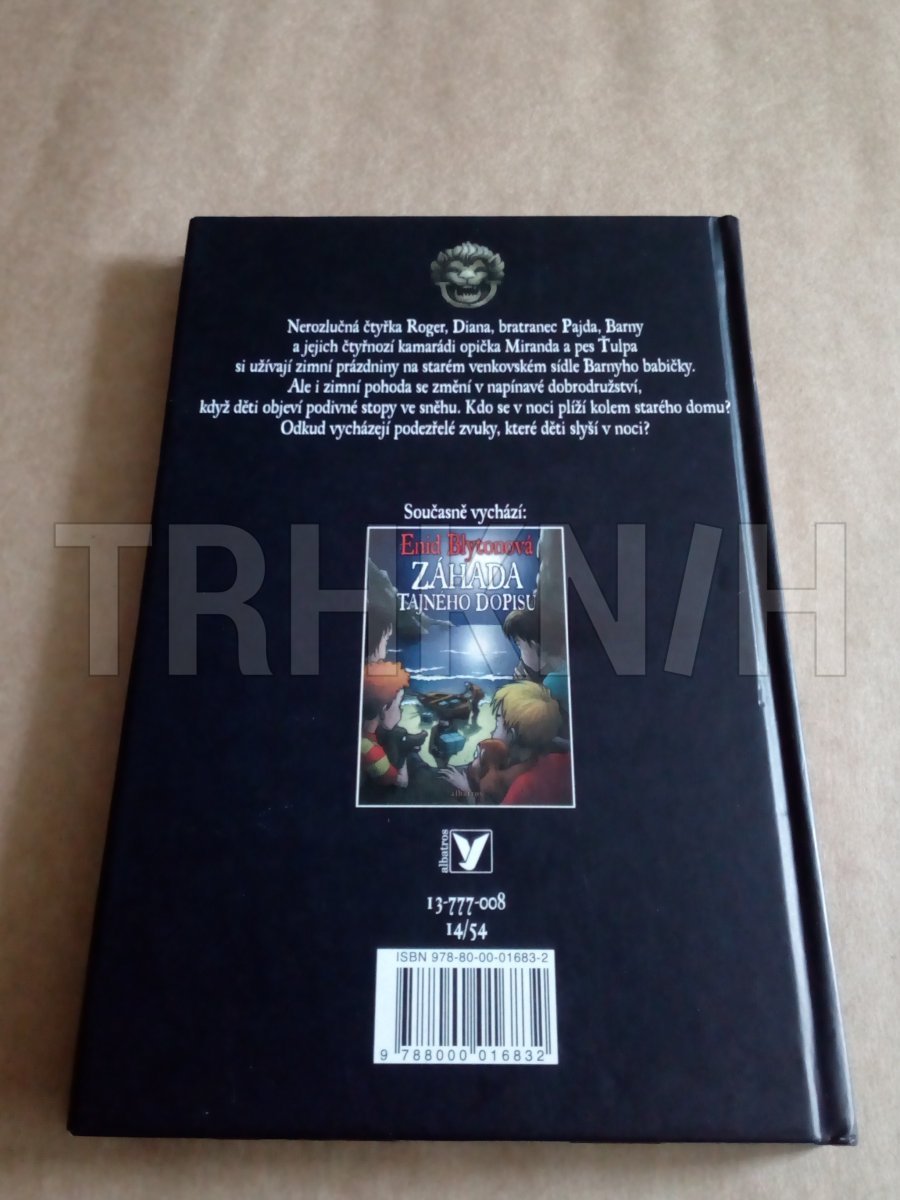 Nerozlučná čtyřka Roger, Diana, bratranec Pajda, Barny
a jejich čtyřnozí kamarádi opička Miranda a pes Ťulpa
si užívají zimní prázdniny na starém venkovském sídle Barnyho babičky.
Ale i zimní pohoda se změní v napínavé dobrodružství,
když děti objeví podivné stopy ve sněhu. Kdo se v noci plíží kolem starého domu?
Odkud vycházejí podezřelé zvuky, které děti slyší v noci?
Současně vychází:
Enid Blytonová
ZÁHADA
TAJNÉHO DOPISU
TRHKNIH
albatros
albatros
13-777-008
14/54
ISBN 978-80-00-01683-2
9 788000 016832